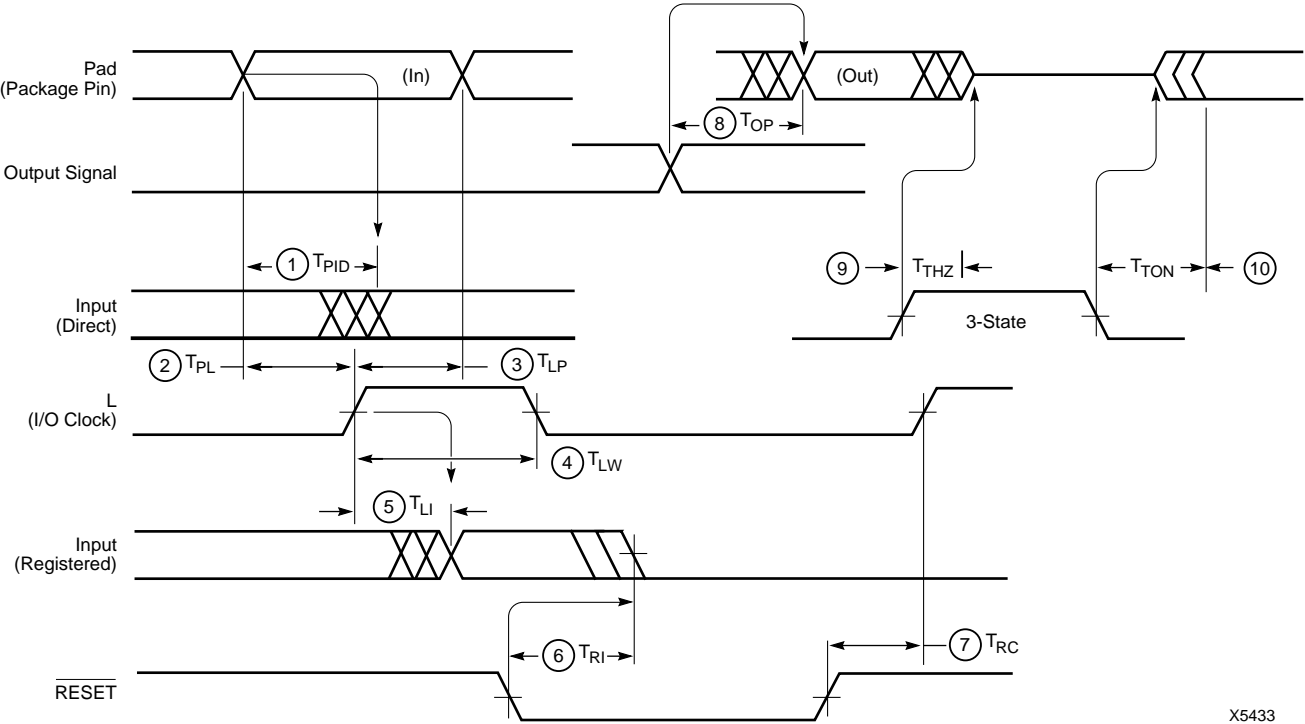 Pad
(Package Pin)
(In)
(Out)
8 TOP
Output Signal
1 TPID
9 TTHZ
TTON 10
Input
(Direct)
3-State
2 TPL
3 TLP
L
(I/O Clock)
4 TLW
5 TLI
Input
(Registered)
6 TRI
7 TRC
RESET
X5433